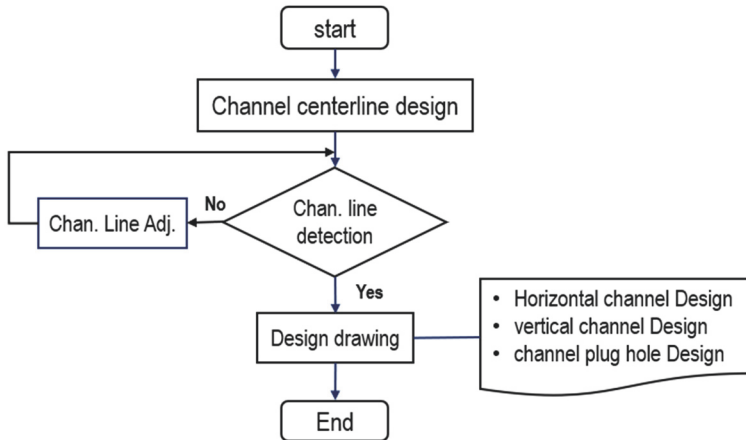 start
Channel centerline design
No
Chan. Line Adj.
Chan. line
detection
Yes
Design drawing
• Horizontal channel Design
• vertical channel Design
• channel plug hole Design
End